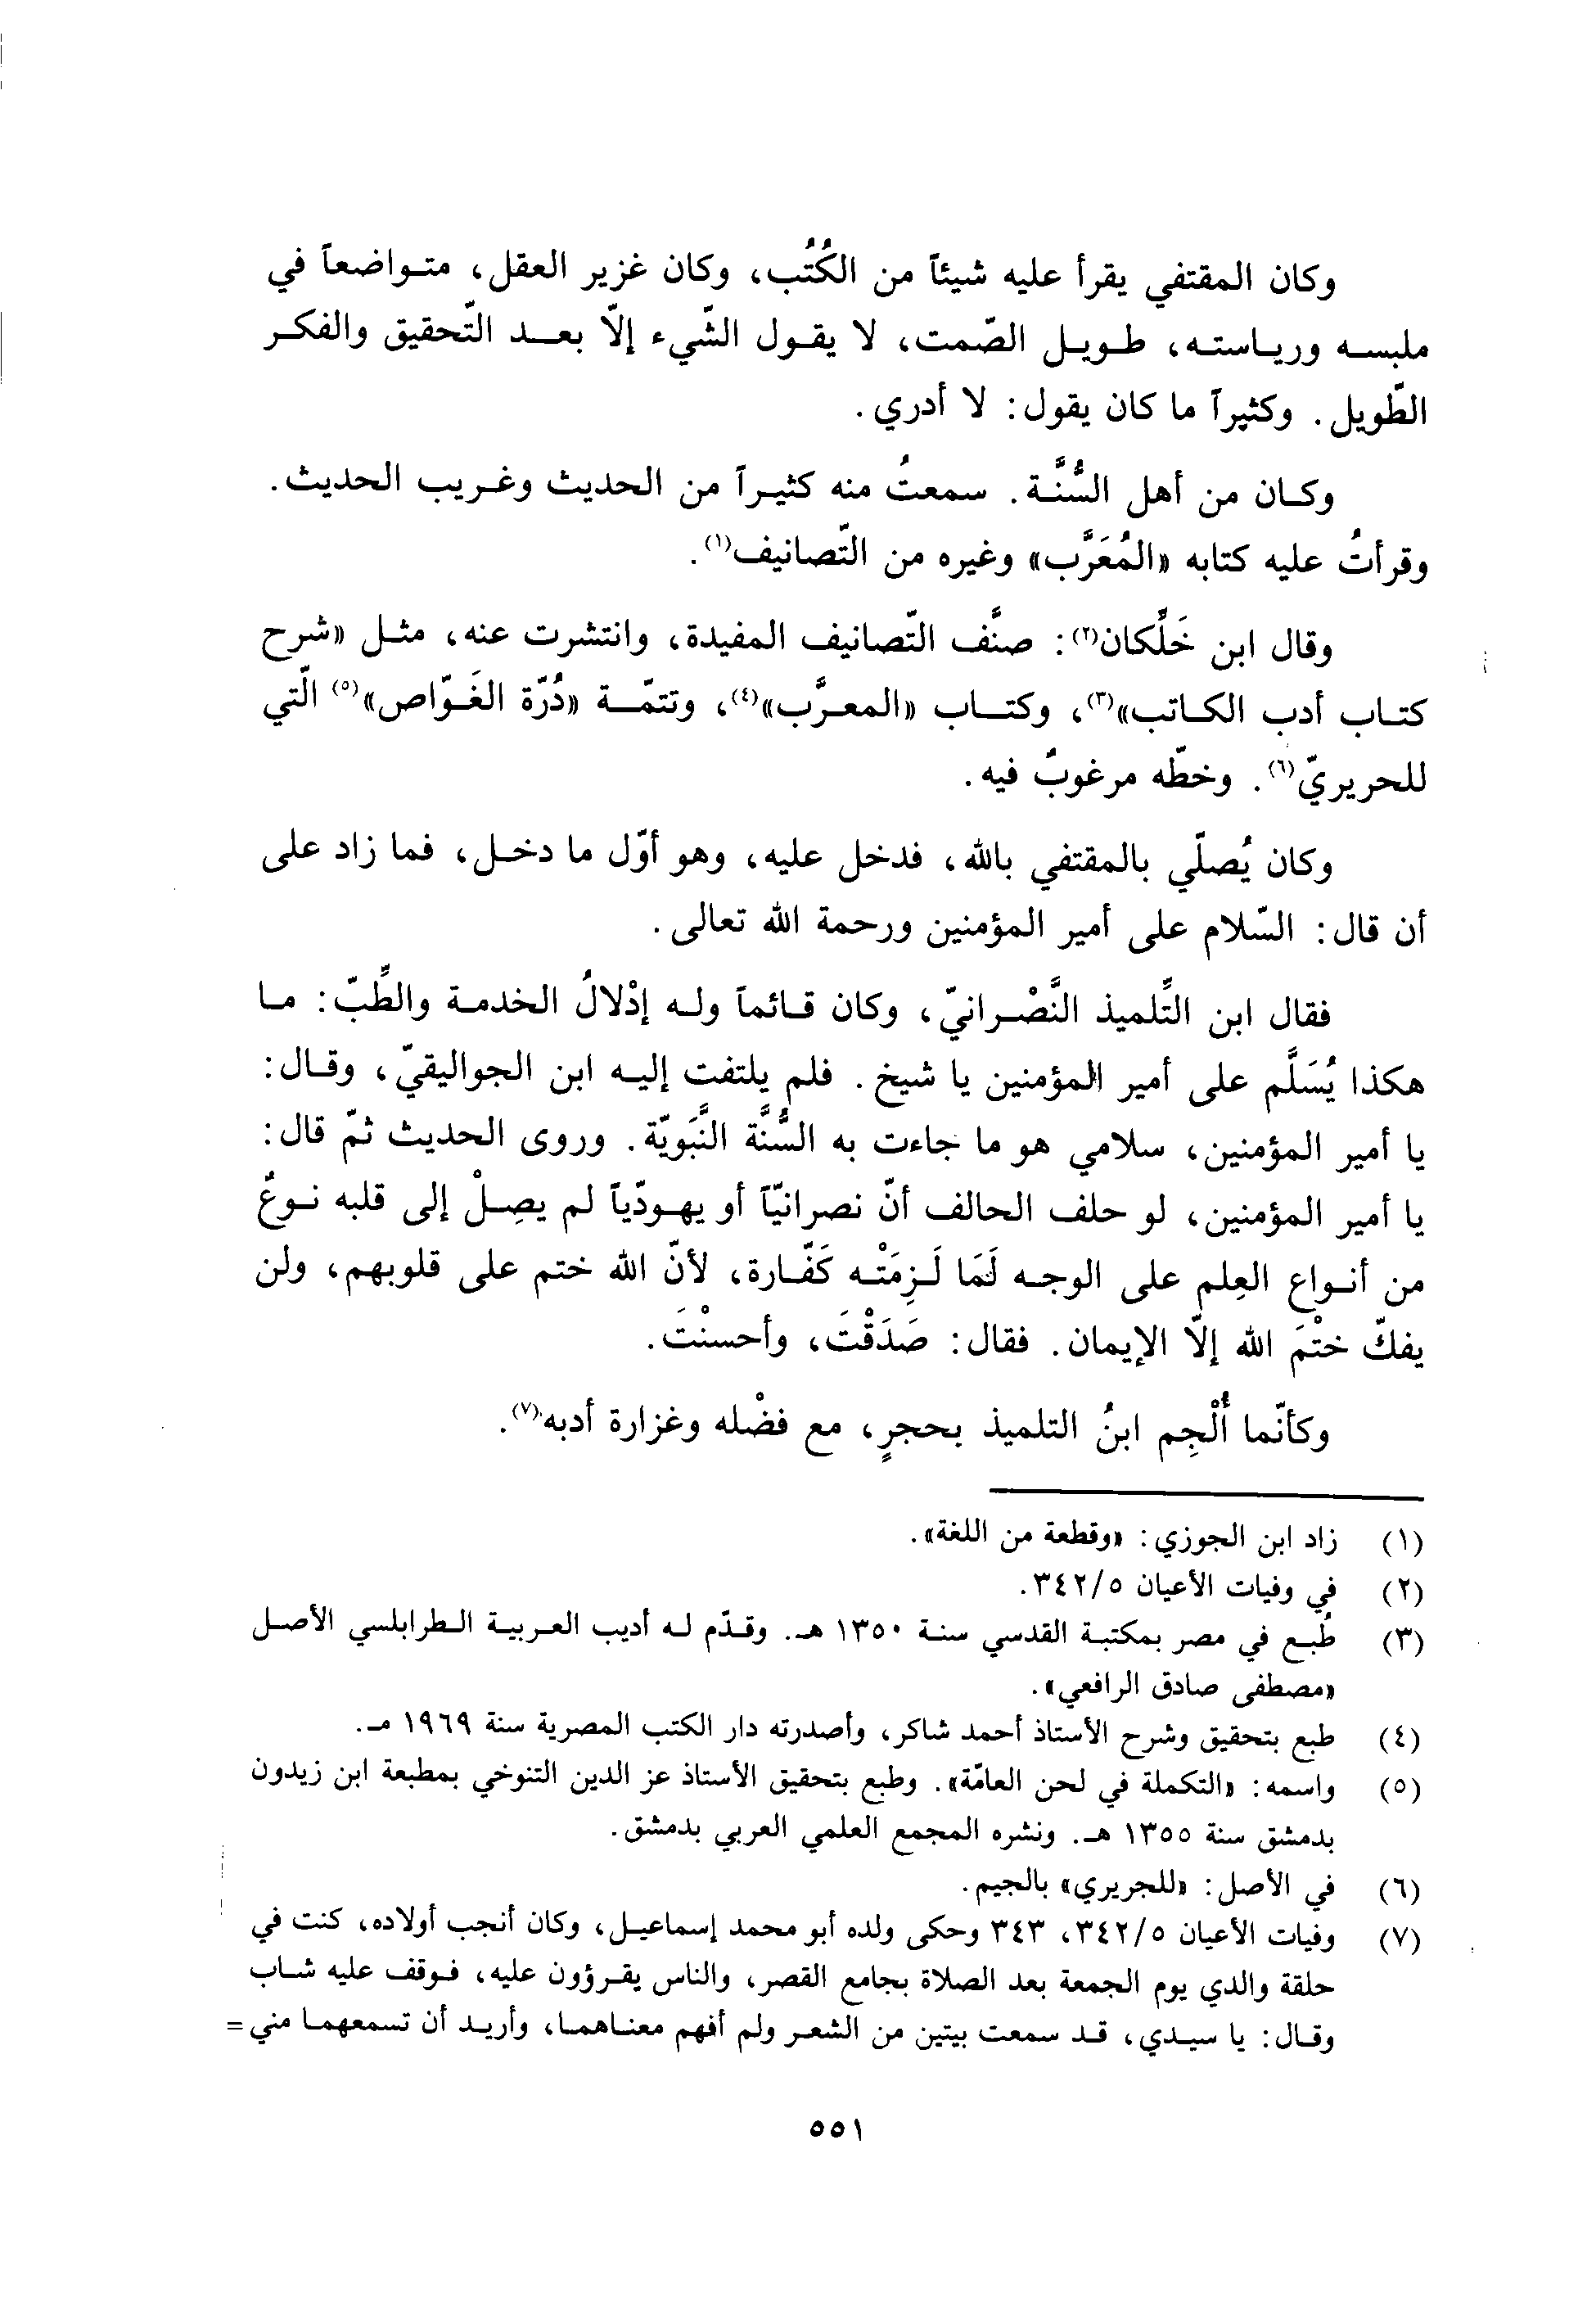 وكان المقتفي يقرأ عليه شيئاً من الكُتُب، وكان غزير العقل، متواضعاً في
ملبسه ورياسته، طويل الصّمت، لا يقول الشّيء إلّا بعد التّحقيق والفكر
الطّويل. وكثيراً ما كان يقول: لا أدري.
وكان من أهل السُّنَّة. سمعتُ منه كثيراً من الحديث وغريب الحديث.
وقرأتُ عليه كتابه «المُعَرَّب» وغيره من التّصانيف(١).
وقال ابن خَلِّكان(٢): صنَّف التّصانيف المفيدة، وانتشرت عنه، مثل «شرح
كتاب أدب الكاتب»(٣)، وكتاب «المعرَّب»(٤)، وتتمّة «دُرّة الغَوّاص»(٥) الّتي
للحريريّ(٦). وخطّه مرغوبٌ فيه.
وكان يُصلّي بالمقتفي بالله، فدخل عليه، وهو أوّل ما دخل، فما زاد على
أن قال: السّلام على أمير المؤمنين ورحمة الله تعالى.
فقال ابن التِّلميذ النَّصْرانيّ، وكان قائماً وله إدْلالُ الخدمة والطِّبّ: ما
هكذا يُسَلَّم على أمير المؤمنين يا شيخ. فلم يلتفت إليه ابن الجواليقيّ، وقال:
يا أمير المؤمنين، سلامي هو ما جاءت به السُّنَّة النَّبَويّة. وروى الحديث ثمّ قال:
يا أمير المؤمنين، لو حلف الحالف أنّ نصرانيّاً أو يهوديّاً لم يصِلْ إلى قلبه نوعٌ
من أنواع العِلم على الوجه لَمَا لَزِمَتْه كَفّارة، لأنّ الله ختم على قلوبهم، ولن
يفكّ ختْمَ الله إلّا الإيمان. فقال: صَدَقْتَ، وأحسنْتَ.
وكأنّما أُلْجِم ابنُ التلميذ بحجرٍ، مع فضْله وغزارة أدبه(٧).
(١) زاد ابن الجوزي: «وقطعة من اللغة».
(٢) في وفيات الأعيان ٣٤٢/٥.
(٣) طُبع في مصر بمكتبة القدسي سنة ١٣٥٠ هـ. وقدّم له أديب العربية الطرابلسي الأصل
«مصطفى صادق الرافعي».
(٤) طبع بتحقيق وشرح الأستاذ أحمد شاكر، وأصدرته دار الكتب المصرية سنة ١٩٦٩ مـ.
(٥) واسمه: «التكملة في لحن العامّة». وطبع بتحقيق الأستاذ عز الدين التنوخي بمطبعة ابن زيدون
بدمشق سنة ١٣٥٥ هـ. ونشره المجمع العلمي العربي بدمشق.
(٦) في الأصل: «للجريري» بالجيم.
(٧) وفيات الأعيان ٣٤٢/٥، ٣٤٣ وحكى ولده أبو محمد إسماعيل، وكان أنجب أولاده، كنت في
حلقة والدي يوم الجمعة بعد الصلاة بجامع القصر، والناس يقرؤون عليه، فوقف عليه شاب
وقال: يا سيدي، قد سمعت بيتين من الشعر ولم أفهم معناهما، وأريد أن تسمعهما مني =
٥٥١